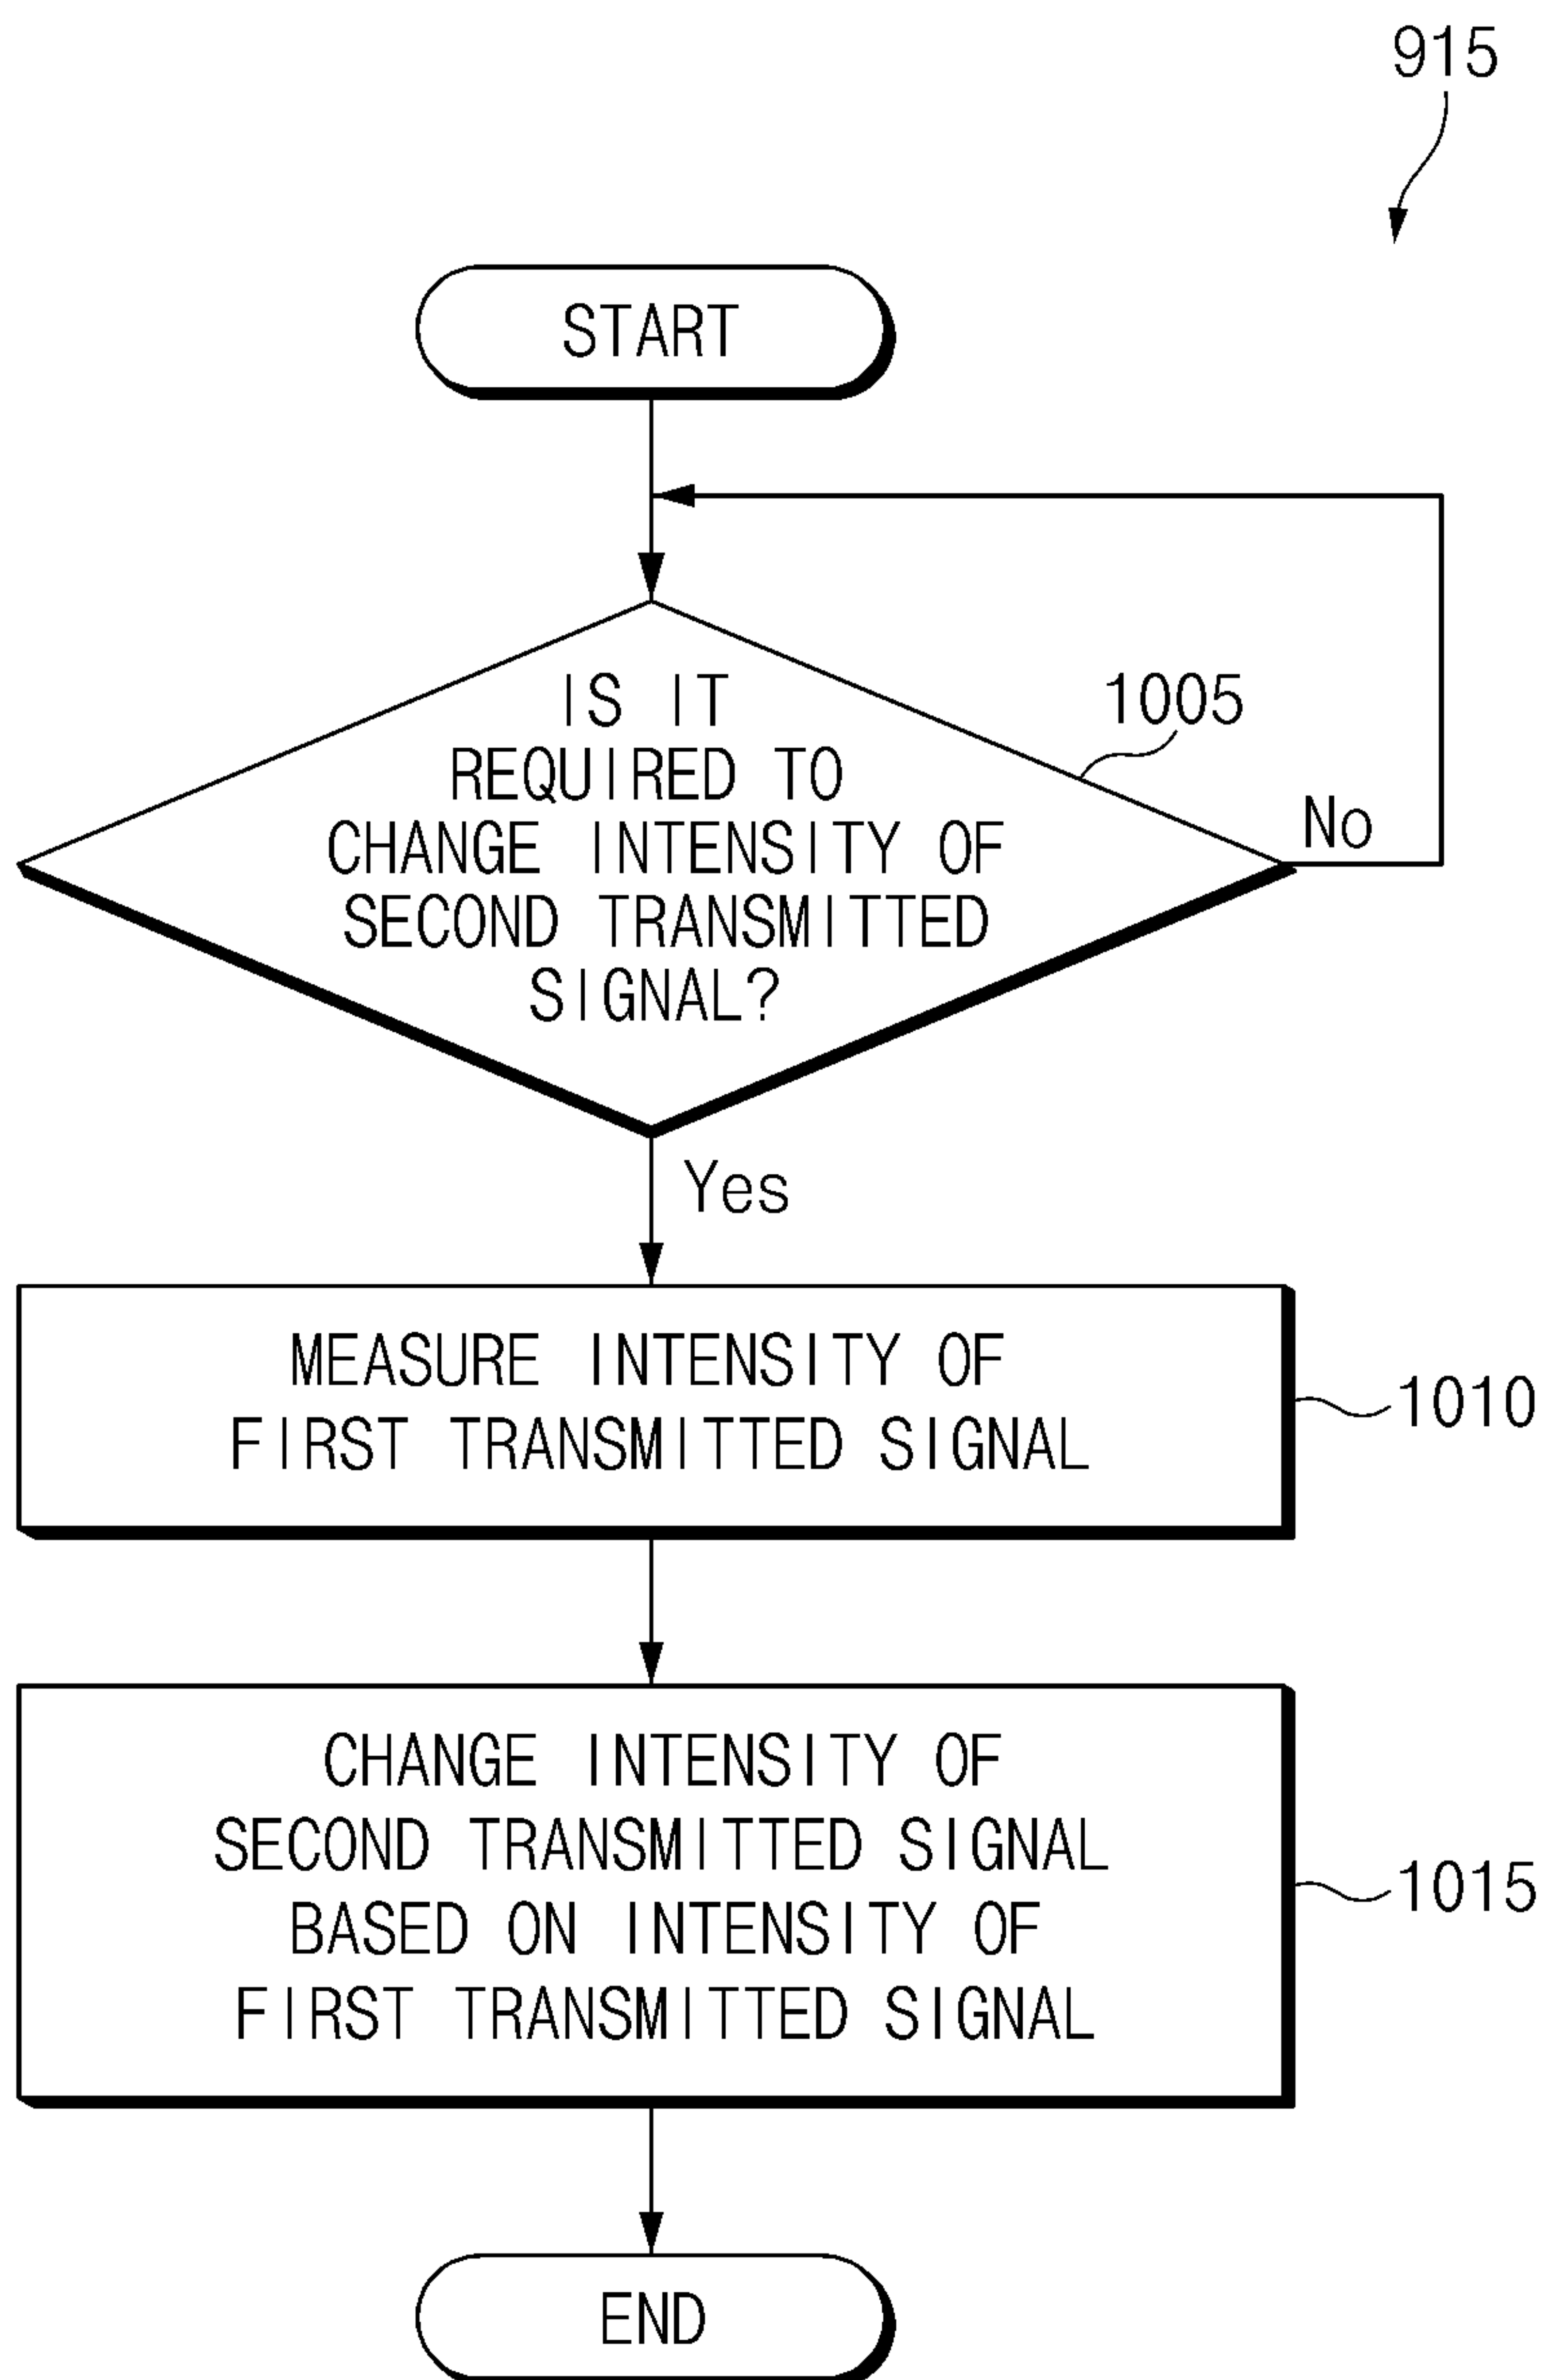 915
START
IS IT
REQUIRED TO
CHANGE INTENSITY OF
SECOND TRANSMITTED
SIGNAL?
1005
No
Yes
MEASURE INTENSITY OF
FIRST TRANSMITTED SIGNAL
1010
CHANGE INTENSITY OF
SECOND TRANSMITTED SIGNAL
BASED ON INTENSITY OF
FIRST TRANSMITTED SIGNAL
1015
END